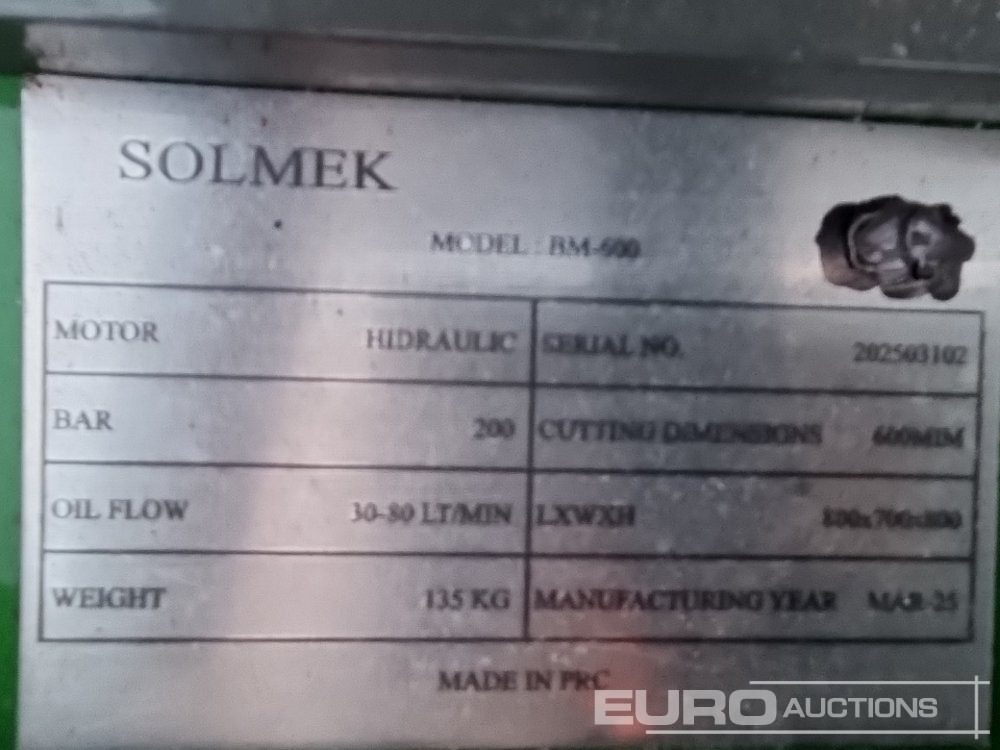 SOLMEK
MODEL : BM-600
MOTOR HIDRAULIC SERIAL NO. 202503102
BAR 200 CUTTING DIMENSIONS 600MM
OIL FLOW 30-80 LT/MIN LXWXH 800x700x800
WEIGHT 135 KG MANUFACTURING YEAR MAR-25
MADE IN PRC
EURO AUCTIONS